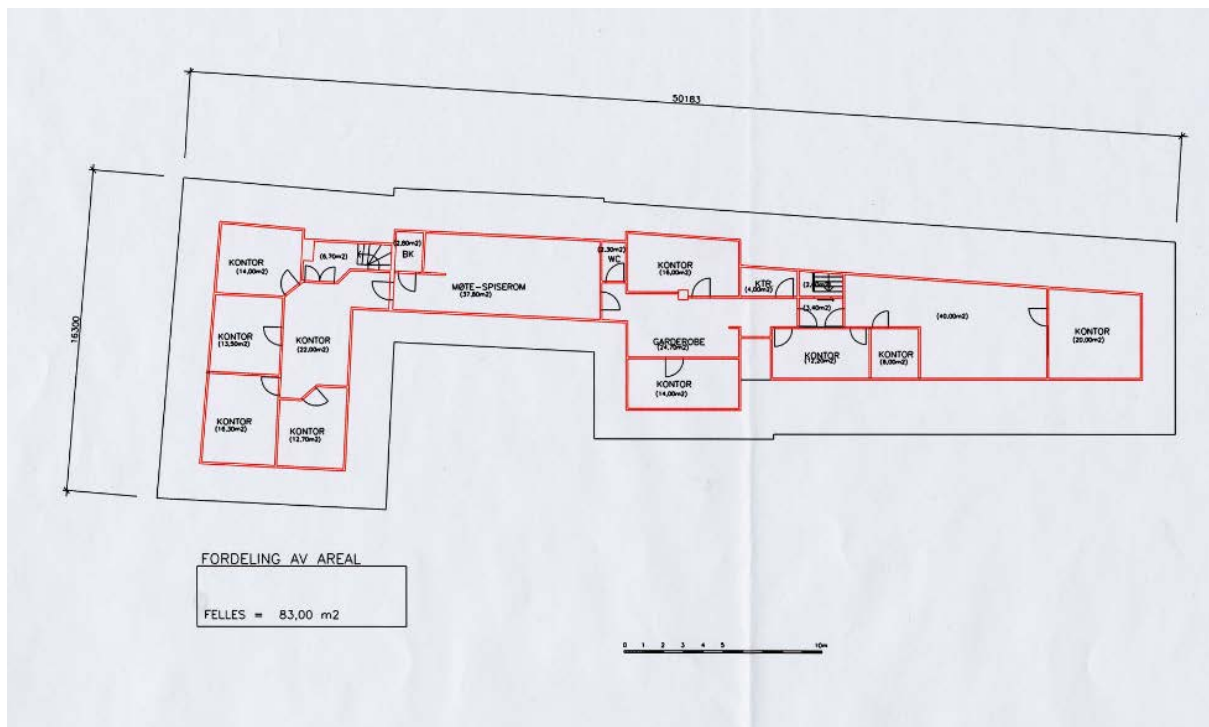 50183
16300
KONTOR
(14,00m2)
(6,70m2)
(2,80m2)
BK
MØTE-SPISEROM
(37,80m2)
(2,30m2)
WC
KONTOR
(16,00m2)
KTR
(4,00m2)
(3,40m2)
(40,00m2)
KONTOR
(20,00m2)
KONTOR
(13,50m2)
KONTOR
(22,00m2)
GARDEROBE
(24,70m2)
KONTOR
(12,20m2)
KONTOR
(8,00m2)
KONTOR
(14,00m2)
KONTOR
(16,30m2)
KONTOR
(12,70m2)
FORDELING AV AREAL
FELLES = 83,00 m2
0 1 2 3 4 5 10m